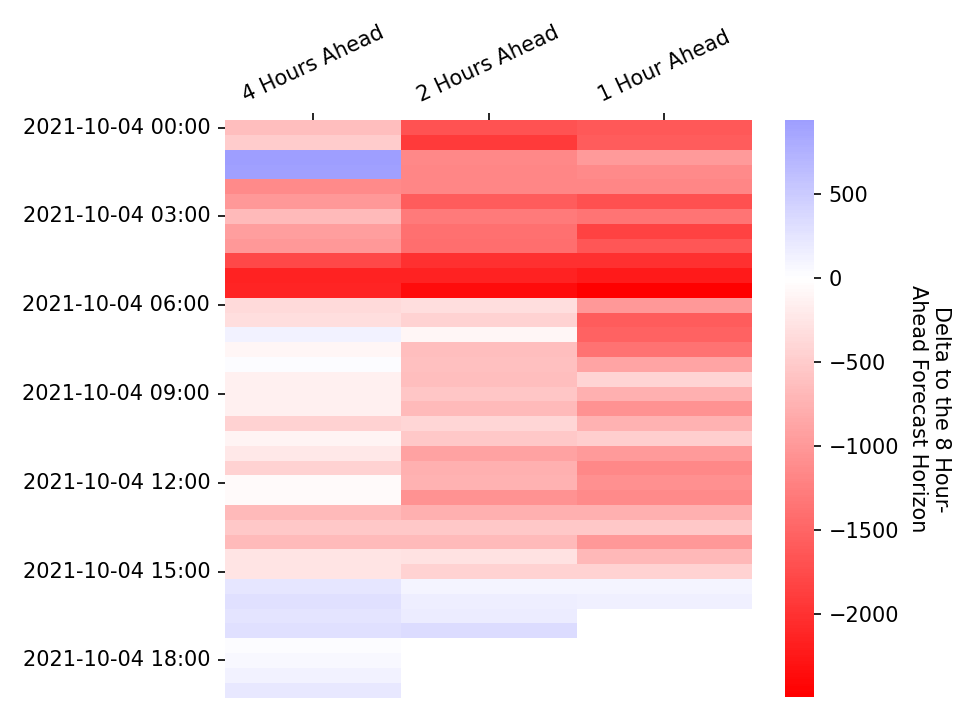 4 Hours Ahead
2 Hours Ahead
1 Hour Ahead
2021-10-04 00:00
2021-10-04 03:00
2021-10-04 06:00
2021-10-04 09:00
2021-10-04 12:00
2021-10-04 15:00
2021-10-04 18:00
500
0
−500
−1000
−1500
−2000
Delta to the 8 Hour-
Ahead Forecast Horizon